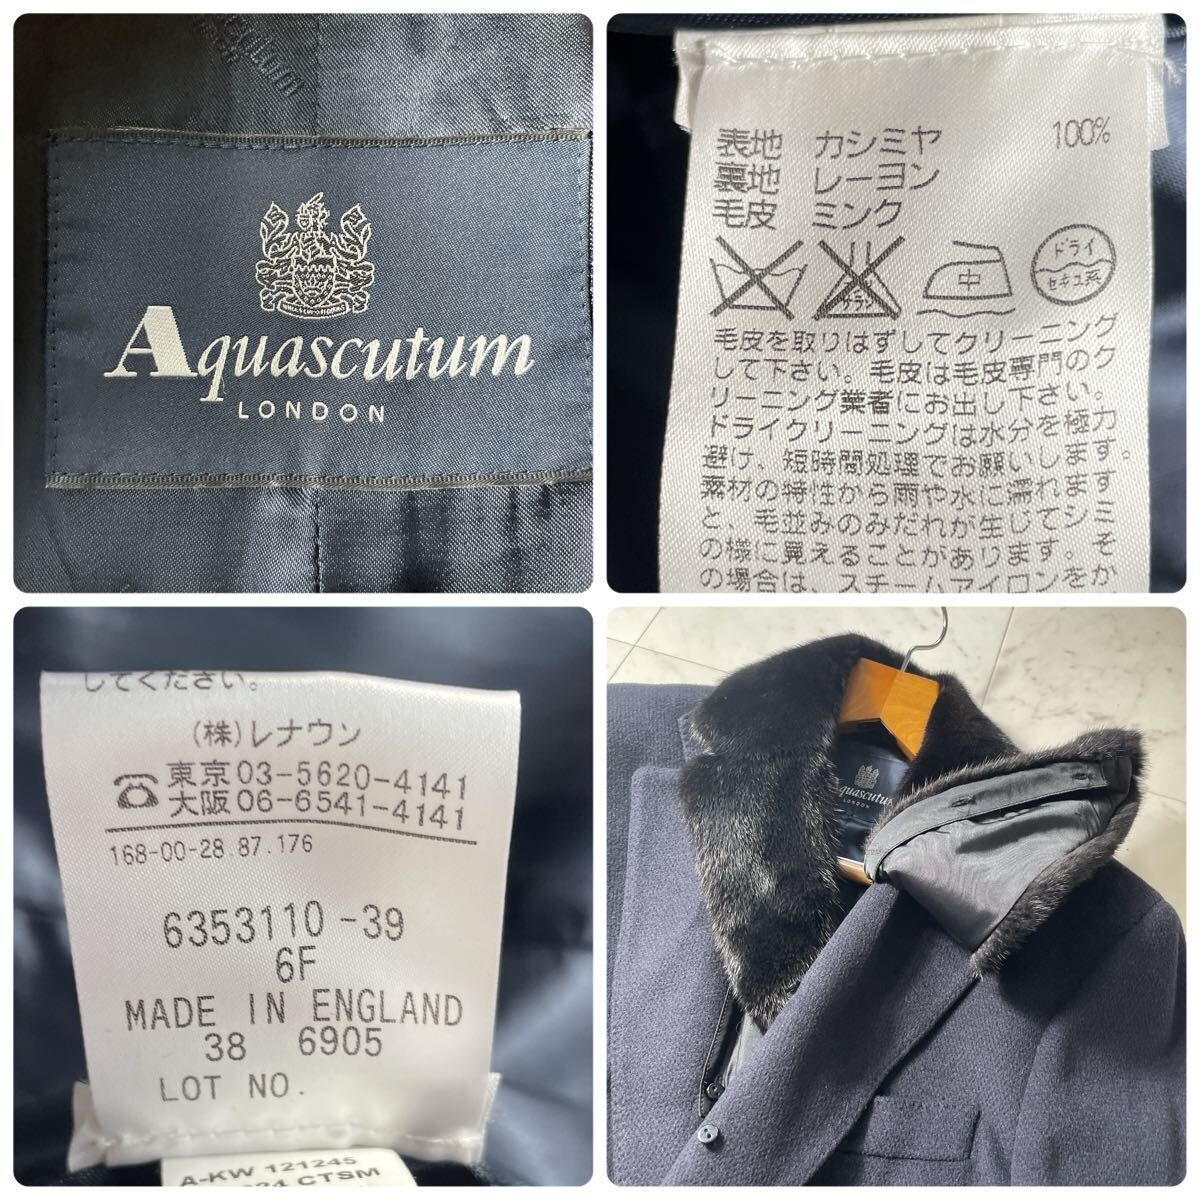 Aquascutum
LONDON
表地 カシミヤ 100%
裏地 レーヨン
毛皮 ミンク
中
ドライ
セキユ系
毛皮を取りはずしてクリーニング
して下さい。毛皮は毛皮専門のク
リーニング業者にお出し下さい。
ドライクリーニングは水分を極力
避け、短時間処理でお願いします。
素材の特性から雨や水に濡れます
と、毛並みのみだれが生じてシミ
の様に見えることがあります。そ
の場合は、スチームアイロンをか
してください。
(株)レナウン
東京03-5620-4141
大阪06-6541-4141
168-00-28.87.176
6353110-39
6F
MADE IN ENGLAND
38 6905
LOT NO.
A-KW 121245
CTSM
quascutum
LONDON